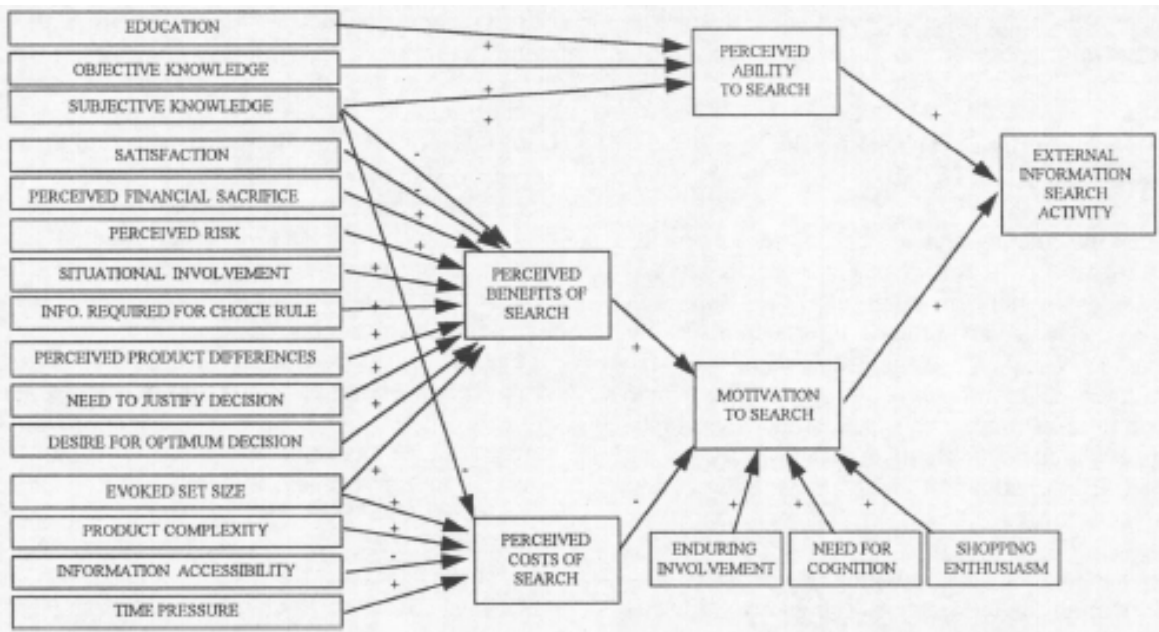 EDUCATION
OBJECTIVE KNOWLEDGE
SUBJECTIVE KNOWLEDGE
SATISFACTION
PERCEIVED FINANCIAL SACRIFICE
PERCEIVED RISK
SITUATIONAL INVOLVEMENT
INFO. REQUIRED FOR CHOICE RULE
PERCEIVED PRODUCT DIFFERENCES
NEED TO JUSTIFY DECISION
DESIRE FOR OPTIMUM DECISION
EVOKED SET SIZE
PRODUCT COMPLEXITY
INFORMATION ACCESSIBILITY
TIME PRESSURE
PERCEIVED
ABILITY
TO SEARCH
PERCEIVED
BENEFITS OF
SEARCH
PERCEIVED
COSTS OF
SEARCH
MOTIVATION
TO SEARCH
ENDURING
INVOLVEMENT
NEED FOR
COGNITION
SHOPPING
ENTHUSIASM
EXTERNAL
INFORMATION
SEARCH
ACTIVITY